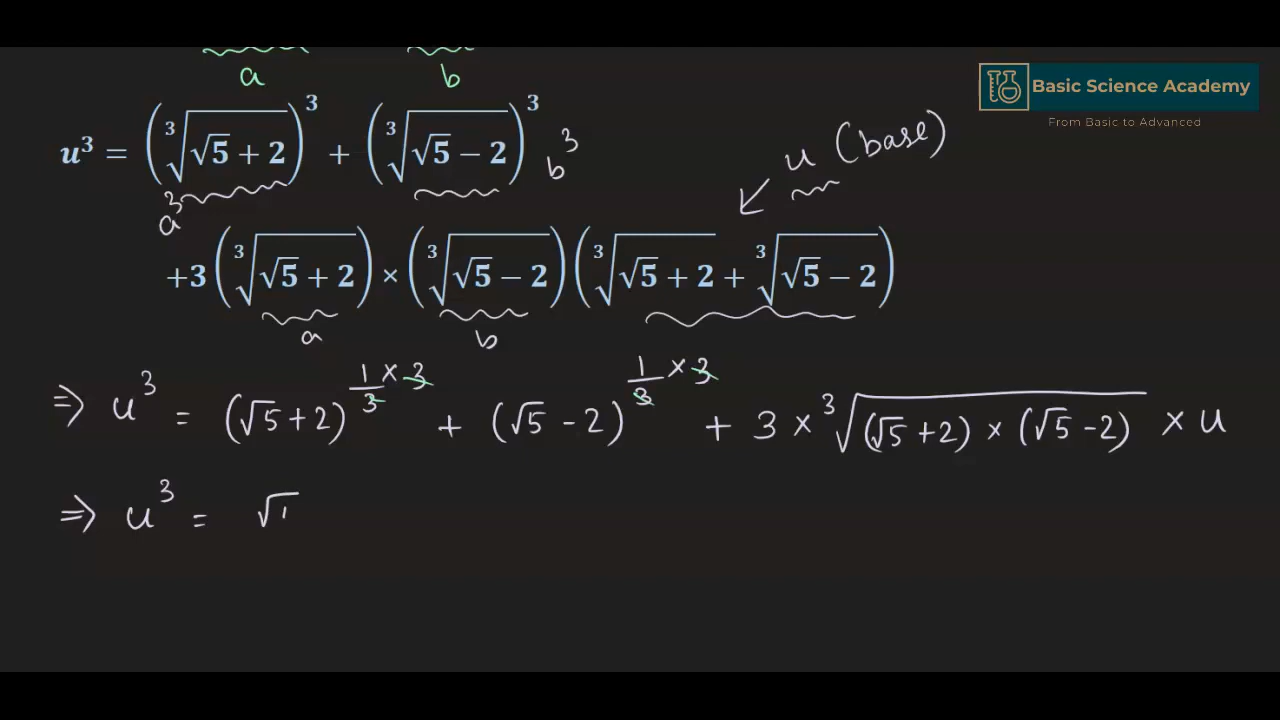 a b
Basic Science Academy
From Basic to Advanced
u³ = (∛(√5 + 2))³ + (∛(√5 − 2))³ b³
a³
u (base)
+3 (∛(√5 + 2)) × (∛(√5 − 2)) (∛(√5 + 2) + ∛(√5 − 2))
a b
⇒ u³ = (√5 + 2)^(1/3 × 3) + (√5 − 2)^(1/3 × 3) + 3 × ∛((√5 + 2) × (√5 − 2)) × u
⇒ u³ = √